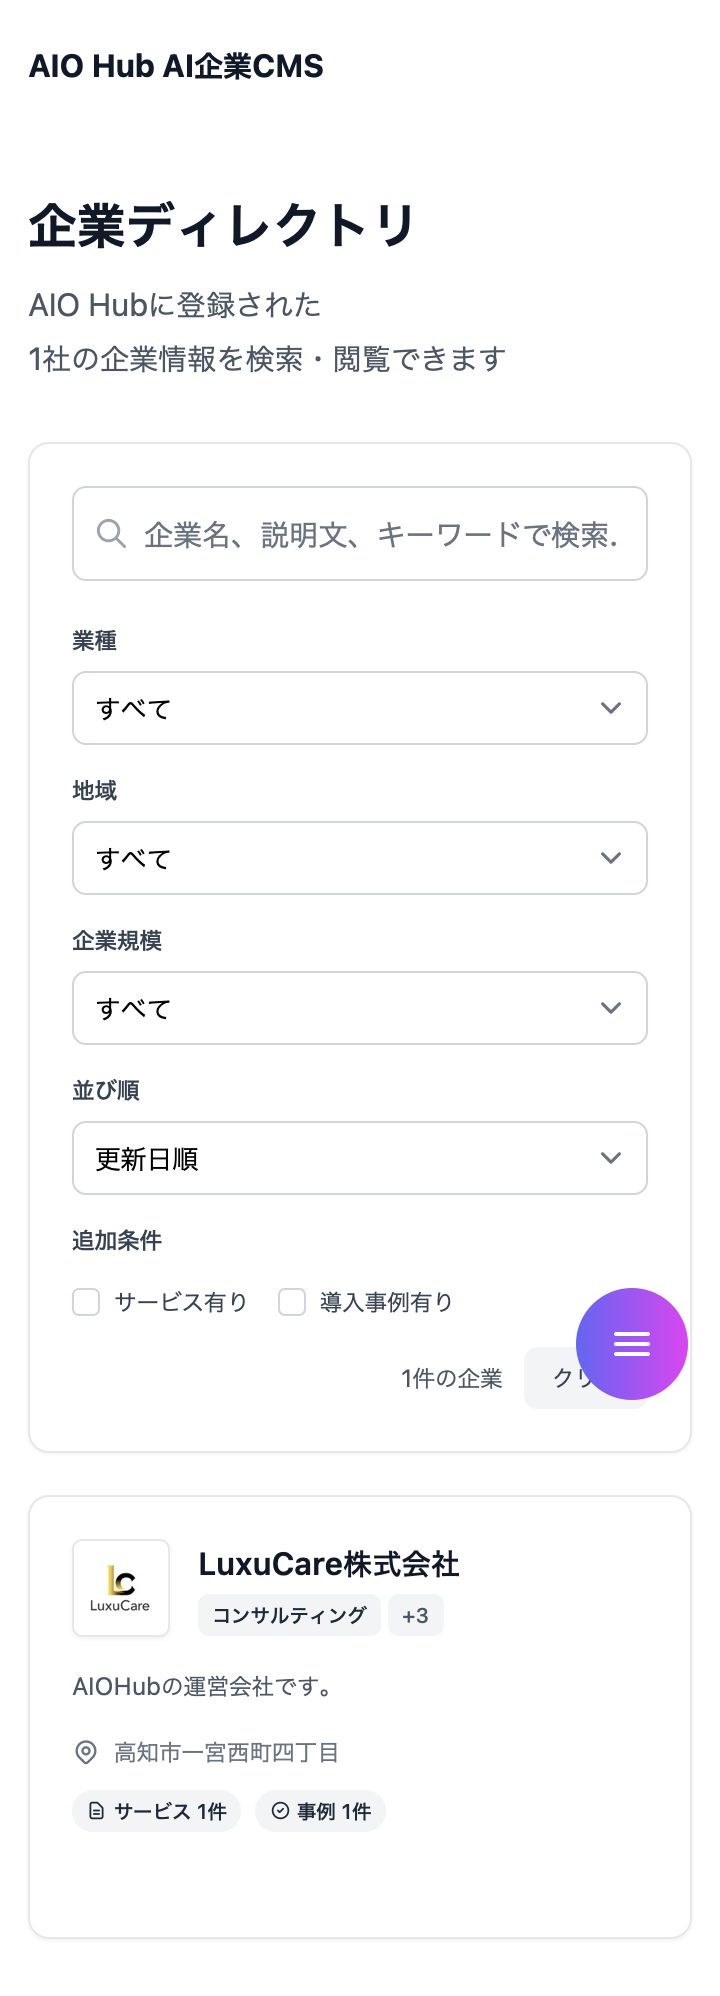 AIO Hub AI企業CMS
企業ディレクトリ
AIO Hubに登録された
1社の企業情報を検索・閲覧できます
企業名、説明文、キーワードで検索.
業種
すべて
地域
すべて
企業規模
すべて
並び順
更新日順
追加条件
サービス有り 導入事例有り
1件の企業 クリ
LuxuCare
LuxuCare株式会社
コンサルティング +3
AIOHubの運営会社です。
高知市一宮西町四丁目
サービス 1件 事例 1件